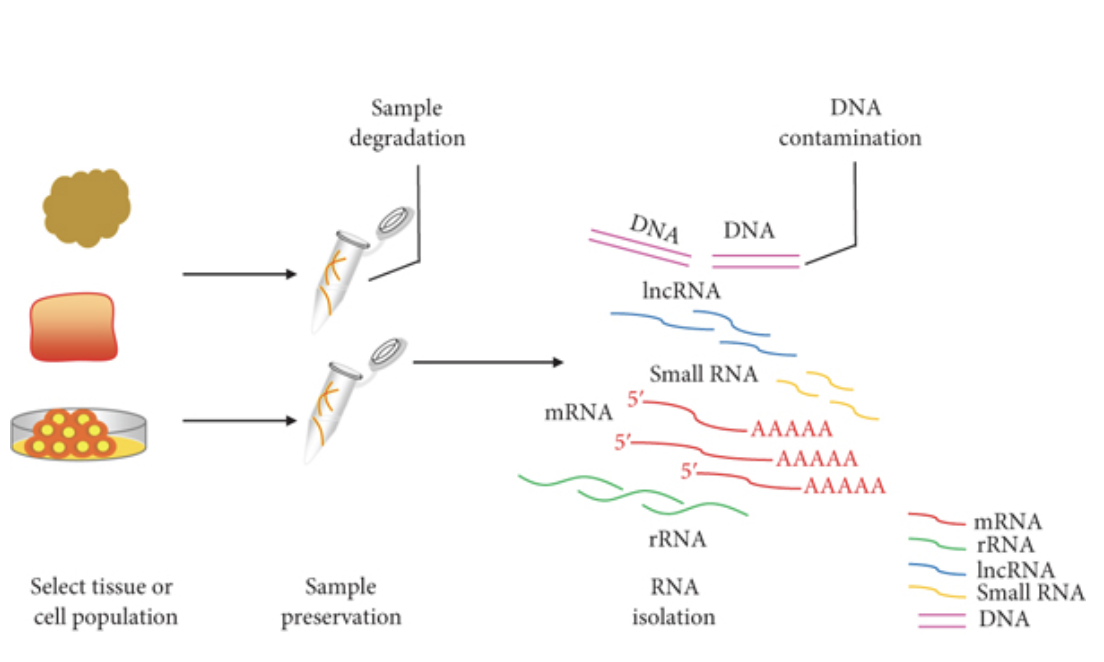 Sample
degradation
DNA
contamination
DNA
DNA
lncRNA
Small RNA
mRNA
5′
AAAAA
5′
AAAAA
5′
AAAAA
rRNA
mRNA
rRNA
lncRNA
Small RNA
DNA
Select tissue or
cell population
Sample
preservation
RNA
isolation